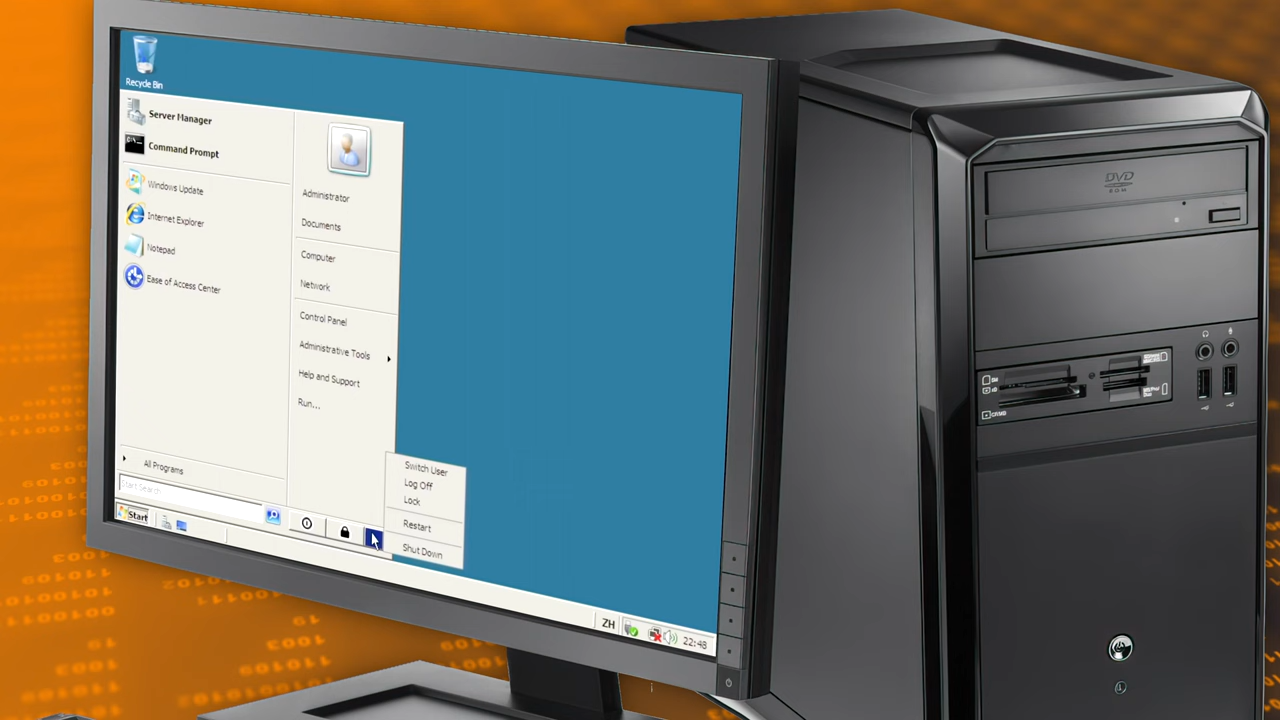 Recycle Bin
Server Manager
Command Prompt
Windows Update
Internet Explorer
Notepad
Ease of Access Center
All Programs
Start Search
Start
Administrator
Documents
Computer
Network
Control Panel
Administrative Tools
Help and Support
Run...
Switch User
Log Off
Lock
Restart
Shut Down
ZH
22:48
DVD
ROM